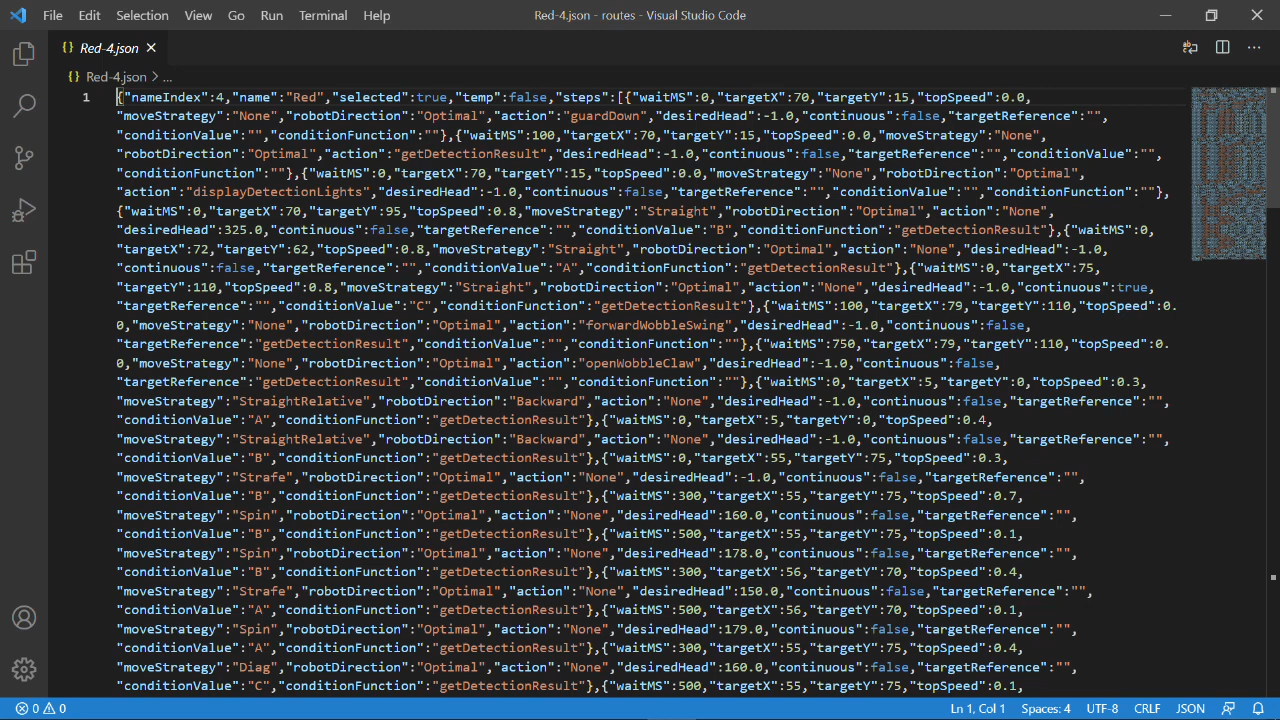 File Edit Selection View Go Run Terminal Help Red-4.json - routes - Visual Studio Code
{} Red-4.json
{} Red-4.json > ...
1 {"nameIndex":4,"name":"Red","selected":true,"temp":false,"steps":[{"waitMS":0,"targetX":70,"targetY":15,"topSpeed":0.0,
"moveStrategy":"None","robotDirection":"Optimal","action":"guardDown","desiredHead":-1.0,"continuous":false,"targetReference":"",
"conditionValue":"","conditionFunction":""},{"waitMS":100,"targetX":70,"targetY":15,"topSpeed":0.0,"moveStrategy":"None",
"robotDirection":"Optimal","action":"getDetectionResult","desiredHead":-1.0,"continuous":false,"targetReference":"","conditionValue":"",
"conditionFunction":""},{"waitMS":0,"targetX":70,"targetY":15,"topSpeed":0.0,"moveStrategy":"None","robotDirection":"Optimal",
"action":"displayDetectionLights","desiredHead":-1.0,"continuous":false,"targetReference":"","conditionValue":"","conditionFunction":""},
{"waitMS":0,"targetX":70,"targetY":95,"topSpeed":0.8,"moveStrategy":"Straight","robotDirection":"Optimal","action":"None",
"desiredHead":325.0,"continuous":false,"targetReference":"","conditionValue":"B","conditionFunction":"getDetectionResult"},{"waitMS":0,
"targetX":72,"targetY":62,"topSpeed":0.8,"moveStrategy":"Straight","robotDirection":"Optimal","action":"None","desiredHead":-1.0,
"continuous":false,"targetReference":"","conditionValue":"A","conditionFunction":"getDetectionResult"},{"waitMS":0,"targetX":75,
"targetY":110,"topSpeed":0.8,"moveStrategy":"Straight","robotDirection":"Optimal","action":"None","desiredHead":-1.0,"continuous":true,
"targetReference":"","conditionValue":"C","conditionFunction":"getDetectionResult"},{"waitMS":100,"targetX":79,"targetY":110,"topSpeed":0.
0,"moveStrategy":"None","robotDirection":"Optimal","action":"forwardWobbleSwing","desiredHead":-1.0,"continuous":false,
"targetReference":"getDetectionResult","conditionValue":"","conditionFunction":""},{"waitMS":750,"targetX":79,"targetY":110,"topSpeed":0.
0,"moveStrategy":"None","robotDirection":"Optimal","action":"openWobbleClaw","desiredHead":-1.0,"continuous":false,
"targetReference":"getDetectionResult","conditionValue":"","conditionFunction":""},{"waitMS":0,"targetX":5,"targetY":0,"topSpeed":0.3,
"moveStrategy":"StraightRelative","robotDirection":"Backward","action":"None","desiredHead":-1.0,"continuous":false,"targetReference":"",
"conditionValue":"A","conditionFunction":"getDetectionResult"},{"waitMS":0,"targetX":5,"targetY":0,"topSpeed":0.4,
"moveStrategy":"StraightRelative","robotDirection":"Backward","action":"None","desiredHead":-1.0,"continuous":false,"targetReference":"",
"conditionValue":"B","conditionFunction":"getDetectionResult"},{"waitMS":0,"targetX":55,"targetY":75,"topSpeed":0.3,
"moveStrategy":"Strafe","robotDirection":"Optimal","action":"None","desiredHead":-1.0,"continuous":false,"targetReference":"",
"conditionValue":"B","conditionFunction":"getDetectionResult"},{"waitMS":300,"targetX":55,"targetY":75,"topSpeed":0.7,
"moveStrategy":"Spin","robotDirection":"Optimal","action":"None","desiredHead":160.0,"continuous":false,"targetReference":"",
"conditionValue":"B","conditionFunction":"getDetectionResult"},{"waitMS":500,"targetX":55,"targetY":75,"topSpeed":0.1,
"moveStrategy":"Spin","robotDirection":"Optimal","action":"None","desiredHead":178.0,"continuous":false,"targetReference":"",
"conditionValue":"B","conditionFunction":"getDetectionResult"},{"waitMS":300,"targetX":56,"targetY":70,"topSpeed":0.4,
"moveStrategy":"Strafe","robotDirection":"Optimal","action":"None","desiredHead":150.0,"continuous":false,"targetReference":"",
"conditionValue":"A","conditionFunction":"getDetectionResult"},{"waitMS":500,"targetX":56,"targetY":70,"topSpeed":0.1,
"moveStrategy":"Spin","robotDirection":"Optimal","action":"None","desiredHead":179.0,"continuous":false,"targetReference":"",
"conditionValue":"A","conditionFunction":"getDetectionResult"},{"waitMS":300,"targetX":55,"targetY":75,"topSpeed":0.4,
"moveStrategy":"Diag","robotDirection":"Optimal","action":"None","desiredHead":160.0,"continuous":false,"targetReference":"",
"conditionValue":"C","conditionFunction":"getDetectionResult"},{"waitMS":500,"targetX":55,"targetY":75,"topSpeed":0.1,
0 0 Ln 1, Col 1 Spaces: 4 UTF-8 CRLF JSON